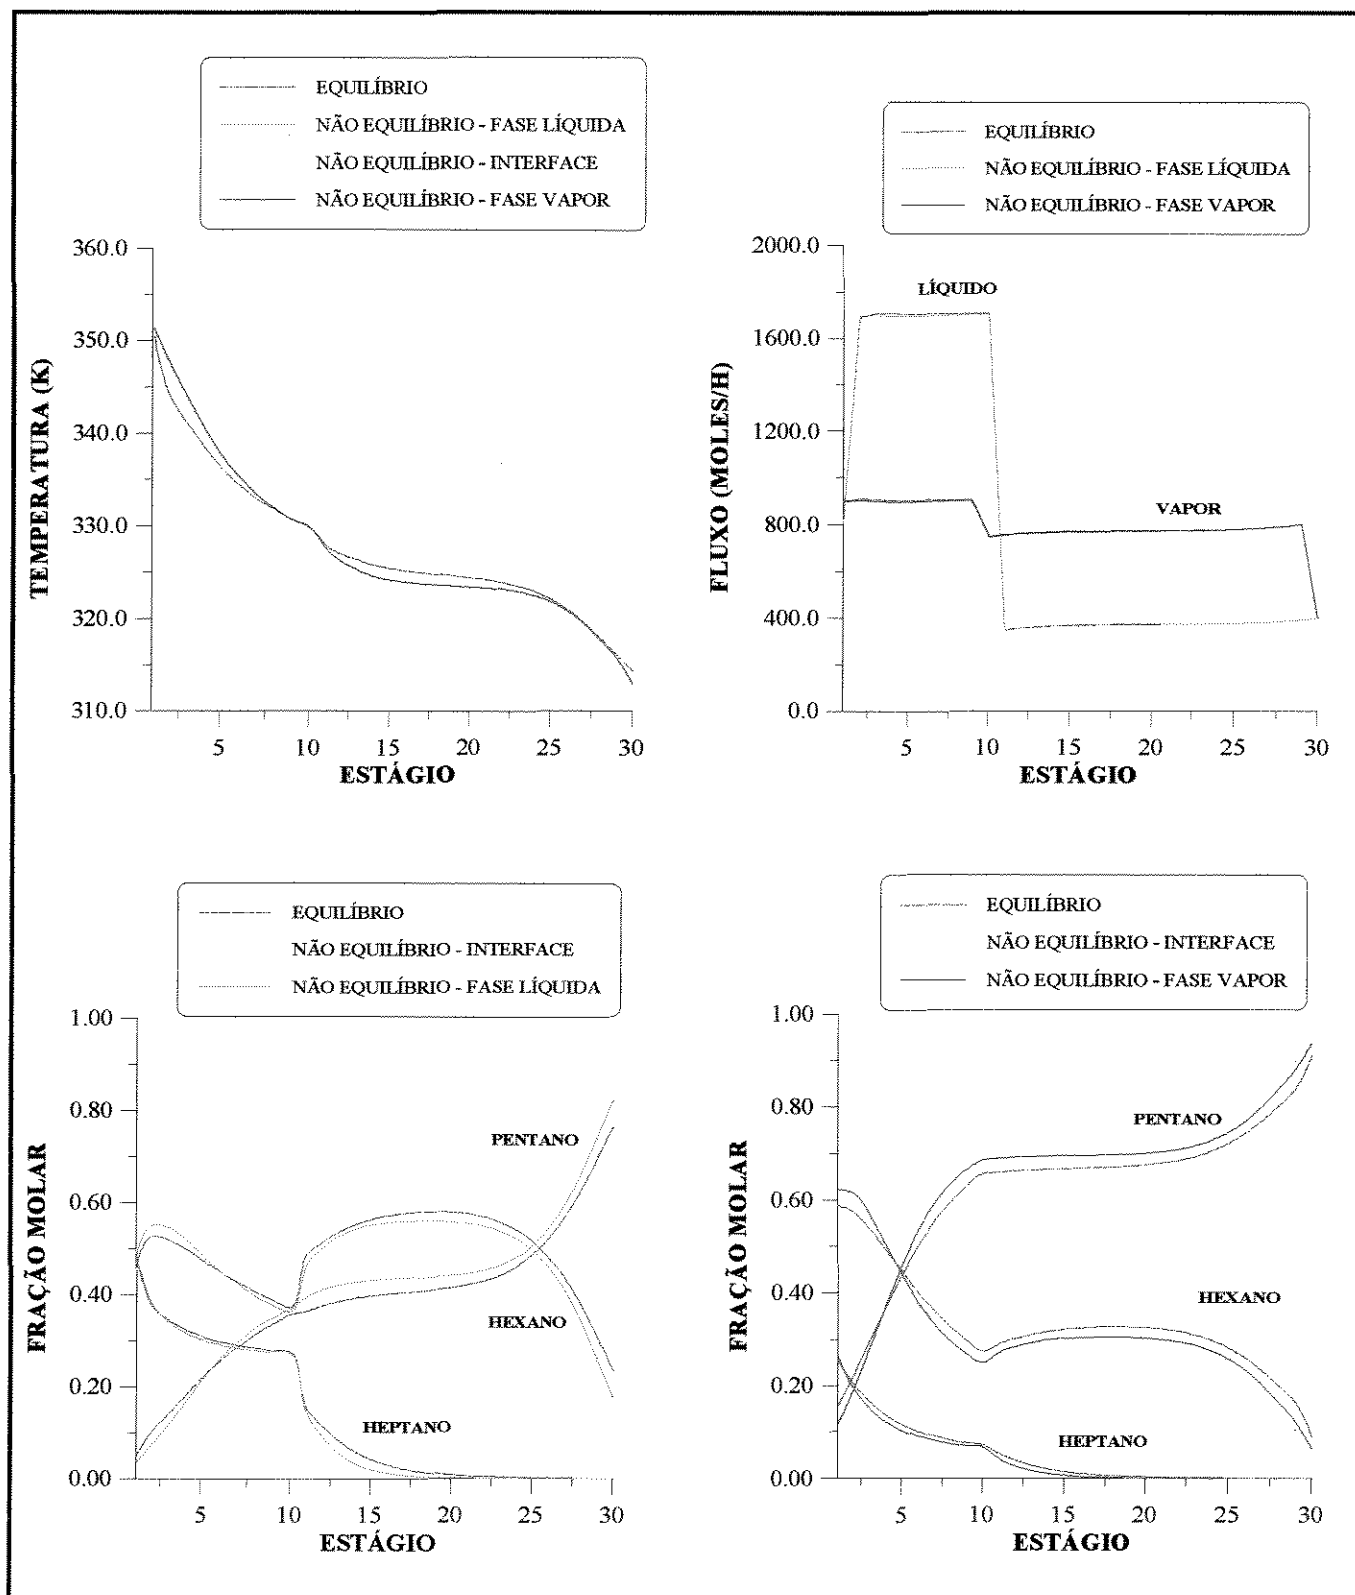 EQUILÍBRIO
NÃO EQUILÍBRIO - FASE LÍQUIDA
NÃO EQUILÍBRIO - INTERFACE
NÃO EQUILÍBRIO - FASE VAPOR
360.0
350.0
340.0
330.0
320.0
310.0
TEMPERATURA (K)
5 10 15 20 25 30
ESTÁGIO
EQUILÍBRIO
NÃO EQUILÍBRIO - FASE LÍQUIDA
NÃO EQUILÍBRIO - FASE VAPOR
2000.0
1600.0
1200.0
800.0
400.0
0.0
FLUXO (MOLES/H)
LÍQUIDO
VAPOR
5 10 15 20 25 30
ESTÁGIO
EQUILÍBRIO
NÃO EQUILÍBRIO - INTERFACE
NÃO EQUILÍBRIO - FASE LÍQUIDA
1.00
0.80
0.60
0.40
0.20
0.00
FRAÇÃO MOLAR
PENTANO
HEXANO
HEPTANO
5 10 15 20 25 30
ESTÁGIO
EQUILÍBRIO
NÃO EQUILÍBRIO - INTERFACE
NÃO EQUILÍBRIO - FASE VAPOR
1.00
0.80
0.60
0.40
0.20
0.00
FRAÇÃO MOLAR
PENTANO
HEXANO
HEPTANO
5 10 15 20 25 30
ESTÁGIO